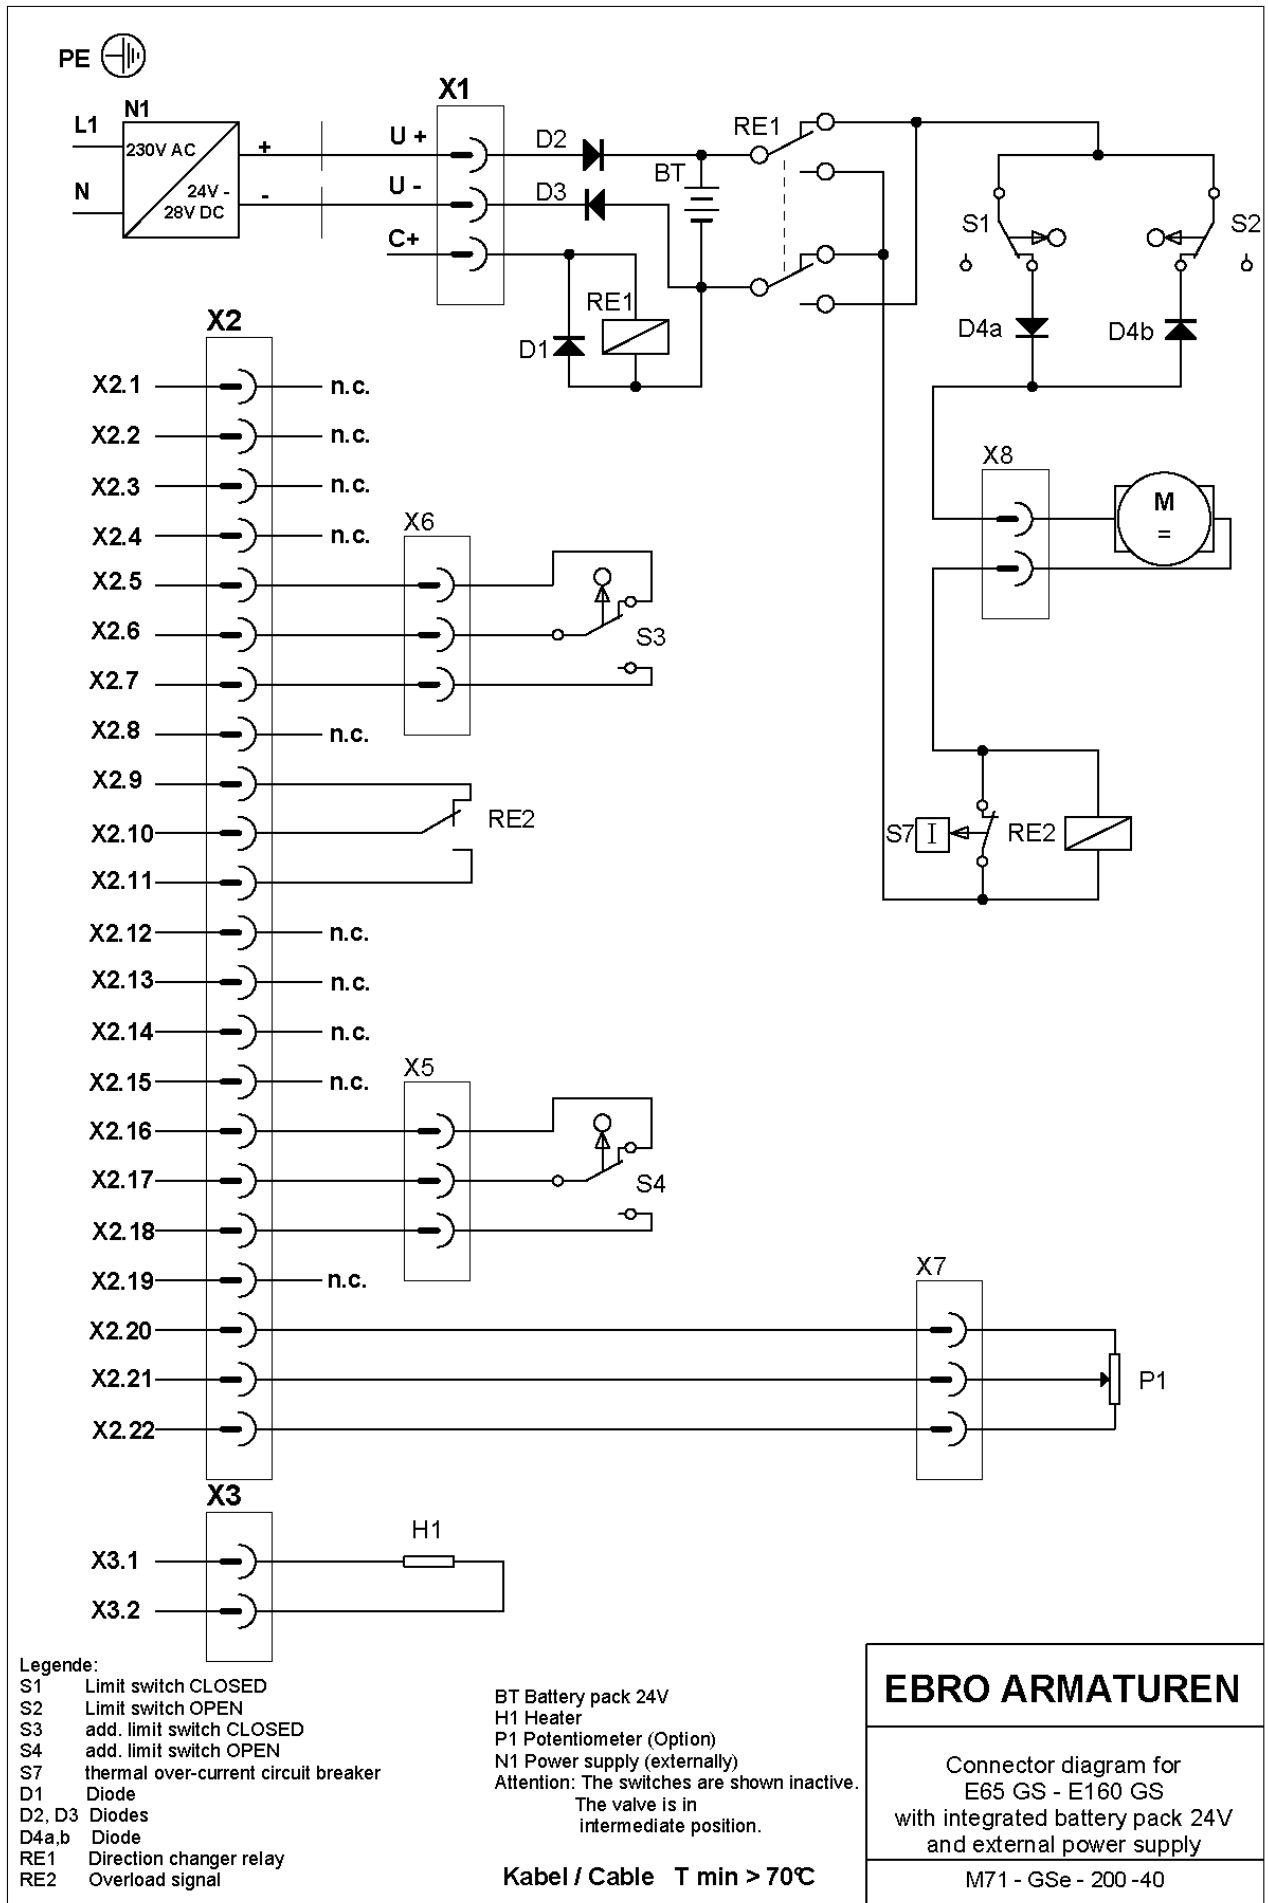 PE
X1
N1
L1
230V AC
+
U +
D2
RE1
N
24V -
28V DC
-
U -
D3
BT
C+
S1
S2
RE1
D1
D4a
D4b
X2
X2.1
n.c.
X2.2
n.c.
X2.3
n.c.
X8
X2.4
n.c.
X6
M
=
X2.5
X2.6
S3
X2.7
X2.8
n.c.
X2.9
X2.10
RE2
S7
I
RE2
X2.11
X2.12
n.c.
X2.13
n.c.
X2.14
n.c.
X2.15
n.c.
X5
X2.16
X2.17
S4
X2.18
X2.19
n.c.
X7
X2.20
X2.21
P1
X2.22
X3
H1
X3.1
X3.2
Legende:
S1 Limit switch CLOSED
S2 Limit switch OPEN
S3 add. limit switch CLOSED
S4 add. limit switch OPEN
S7 thermal over-current circuit breaker
D1 Diode
D2, D3 Diodes
D4a,b Diode
RE1 Direction changer relay
RE2 Overload signal
BT Battery pack 24V
H1 Heater
P1 Potentiometer (Option)
N1 Power supply (externally)
Attention: The switches are shown inactive.
The valve is in
intermediate position.
Kabel / Cable T min > 70°C
EBRO ARMATUREN
Connector diagram for
E65 GS - E160 GS
with integrated battery pack 24V
and external power supply
M71 - GSe - 200 -40